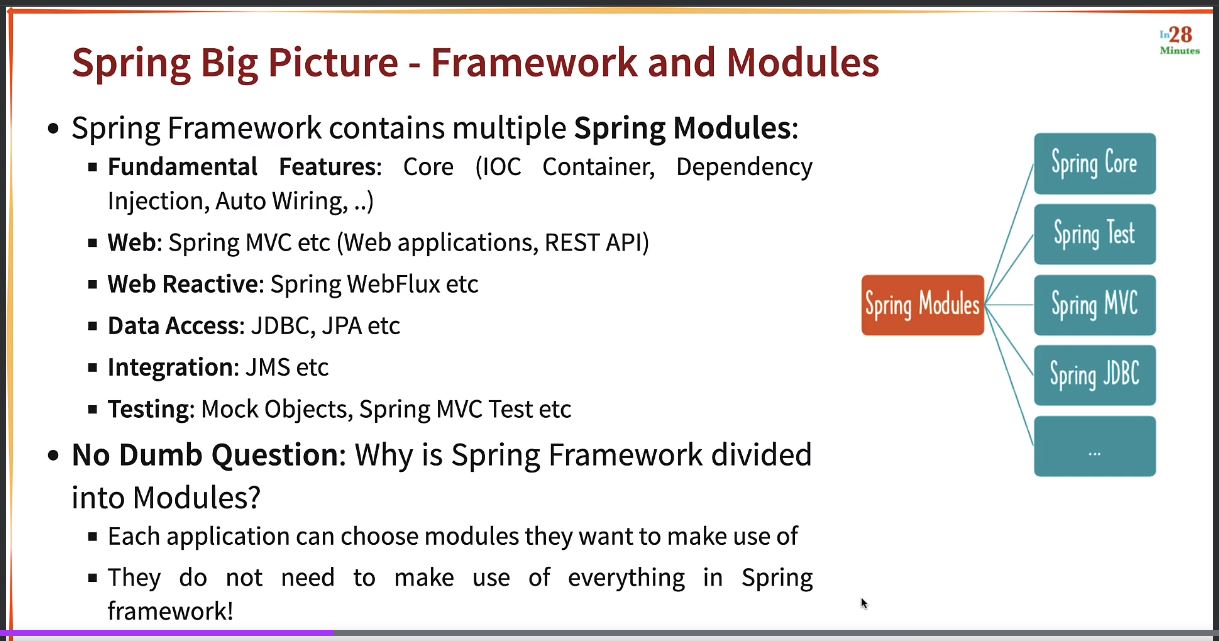 In28
Minutes
Spring Big Picture - Framework and Modules
• Spring Framework contains multiple Spring Modules:
▪ Fundamental Features: Core (IOC Container, Dependency
Injection, Auto Wiring, ..)
▪ Web: Spring MVC etc (Web applications, REST API)
▪ Web Reactive: Spring WebFlux etc
▪ Data Access: JDBC, JPA etc
▪ Integration: JMS etc
▪ Testing: Mock Objects, Spring MVC Test etc
• No Dumb Question: Why is Spring Framework divided
into Modules?
▪ Each application can choose modules they want to make use of
▪ They do not need to make use of everything in Spring
framework!
Spring Modules
Spring Core
Spring Test
Spring MVC
Spring JDBC
...